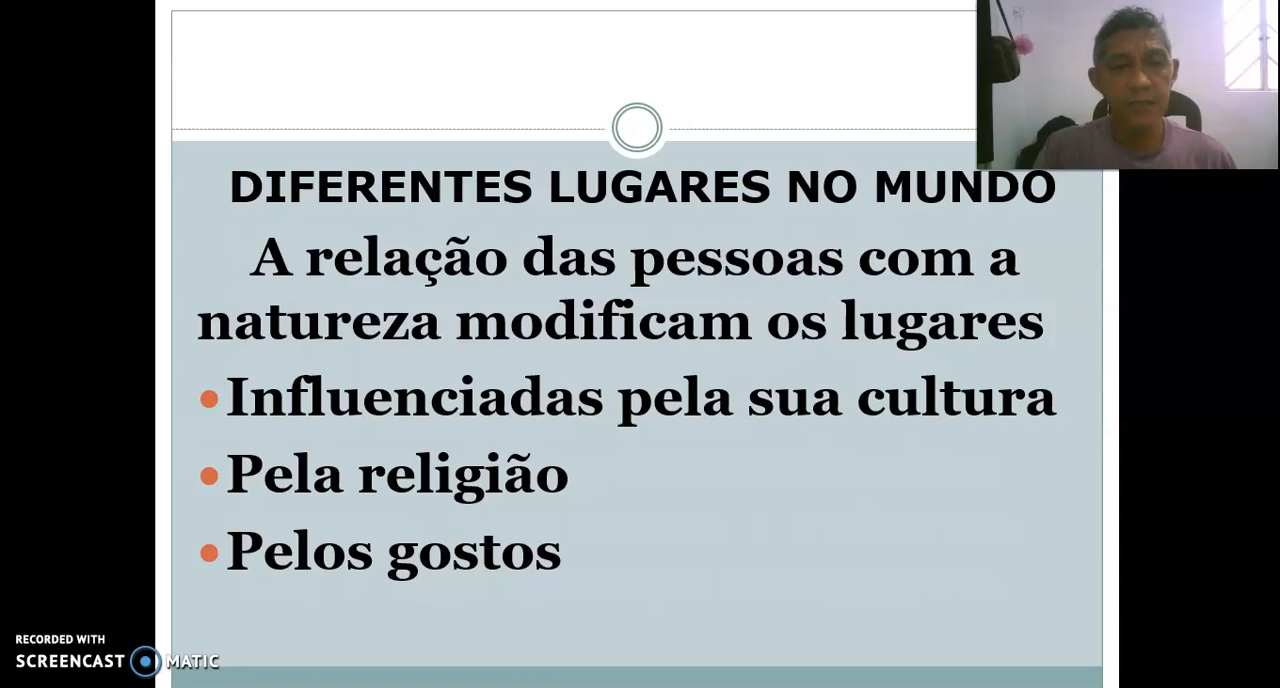 DIFERENTES LUGARES NO MUNDO
A relação das pessoas com a
natureza modificam os lugares
Influenciadas pela sua cultura
Pela religião
Pelos gostos
RECORDED WITH
SCREENCAST MATIC